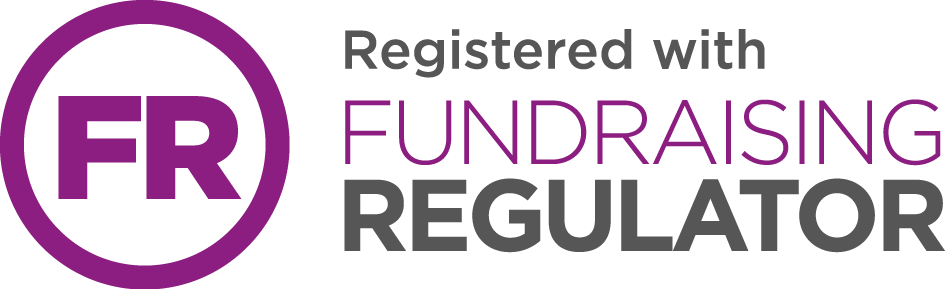 FR
Registered with
FUNDRAISING
REGULATOR